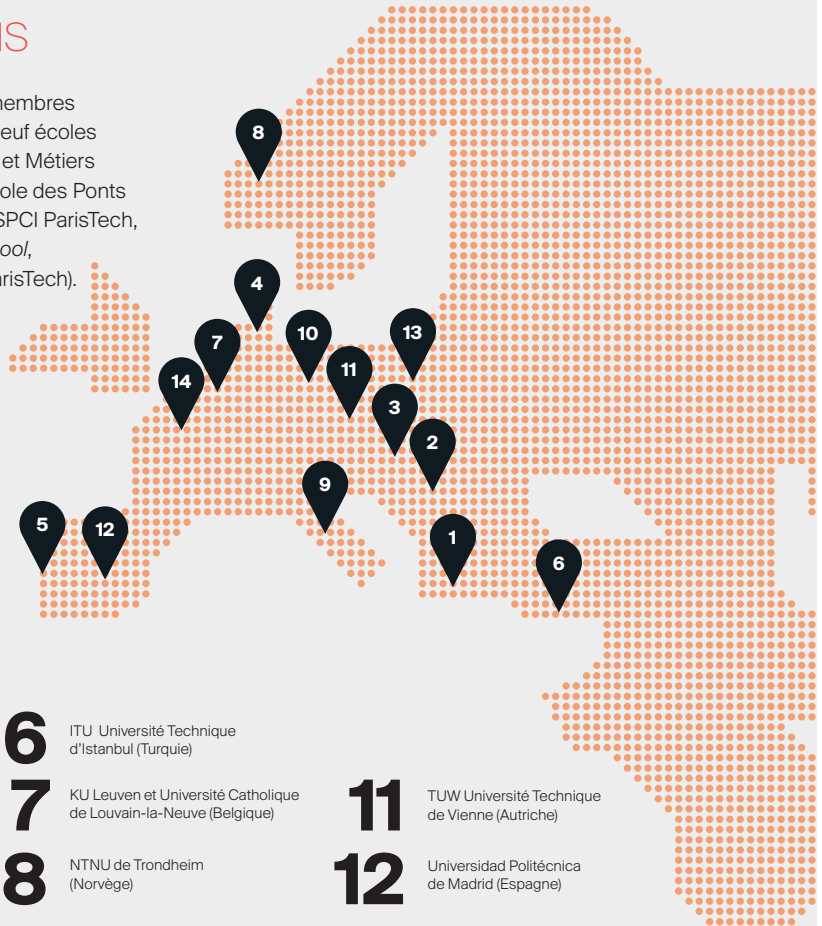 embres
euf écoles
et Métiers
ole des Ponts
SPCI ParisTech,
ool,
arisTech).
8
4
10
13
7
11
14
3
2
9
5
12
1
6
6
ITU Université Technique
d'Istanbul (Turquie)
7
KU Leuven et Université Catholique
de Louvain-la-Neuve (Belgique)
8
NTNU de Trondheim
(Norvège)
11
TUW Université Technique
de Vienne (Autriche)
12
Universidad Politécnica
de Madrid (Espagne)